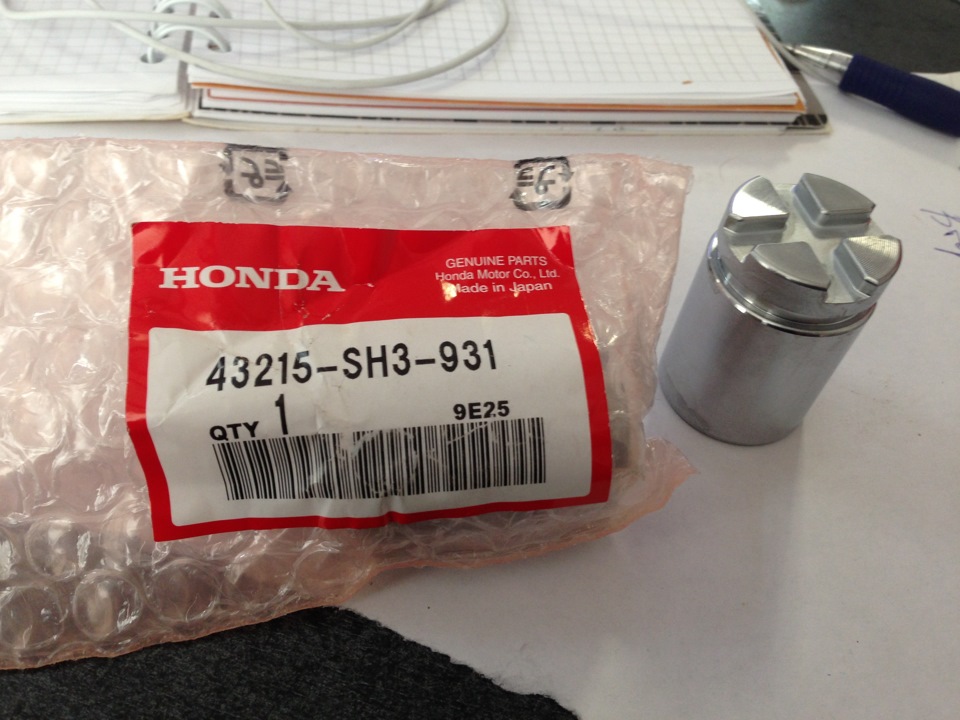 HONDA
GENUINE PARTS
Honda Motor Co., Ltd.
Made in Japan
43215-SH3-931
QTY 1
9E25